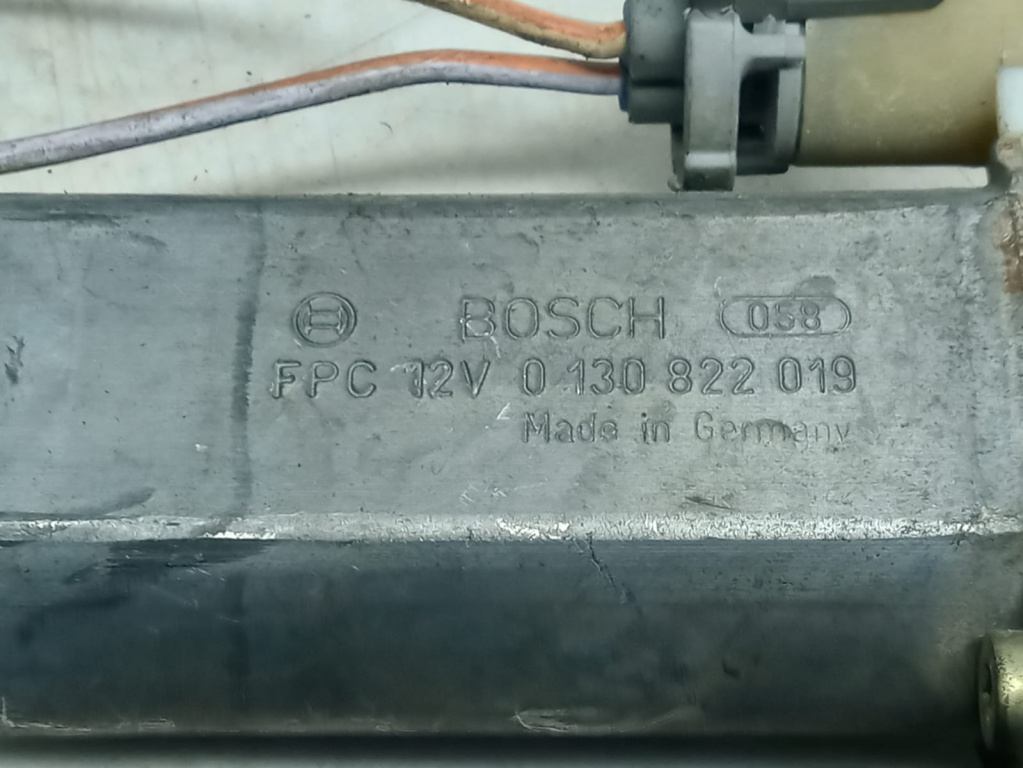 BOSCH 058
FPC 12V 0 130 822 019
Made in Germany